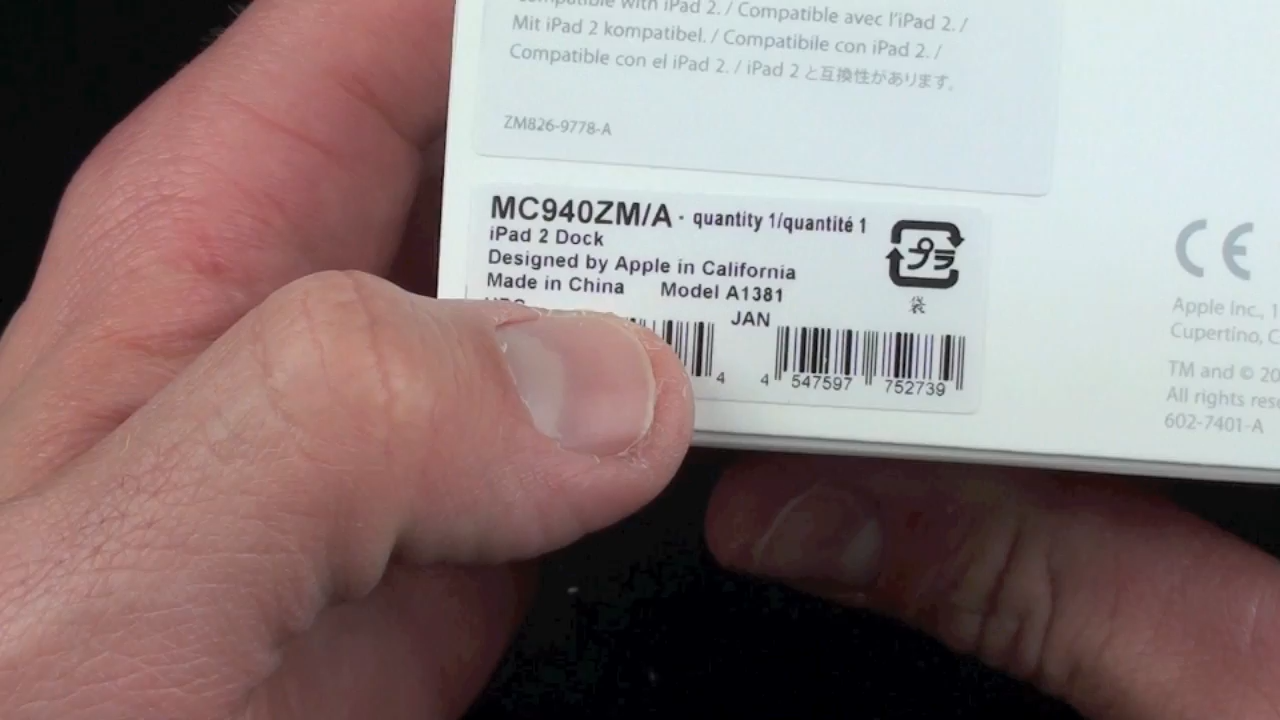 compatible with iPad 2. / Compatible avec l'iPad 2. /
Mit iPad 2 kompatibel. / Compatibile con iPad 2. /
Compatible con el iPad 2. / iPad 2 と互換性があります。
ZM826-9778-A
MC940ZM/A · quantity 1/quantité 1
iPad 2 Dock
Designed by Apple in California
Made in China Model A1381
JAN
4
4 547597 752739
プラ
袋
CE
Apple Inc., 1
Cupertino, C
TM and © 20
All rights rese
602-7401-A